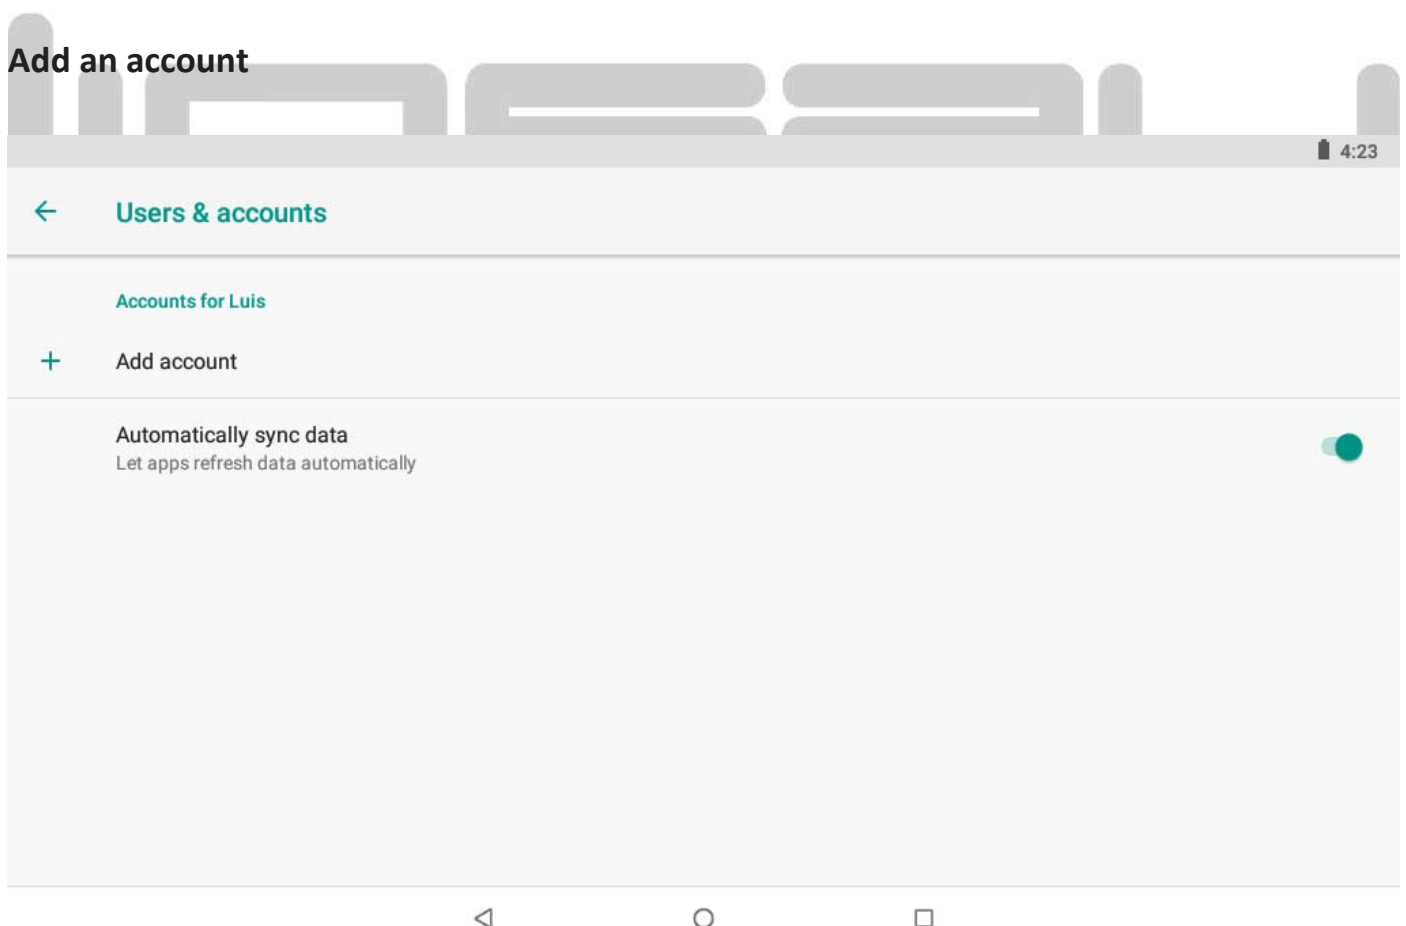 Add an account
4:23
Users & accounts
Accounts for Luis
Add account
Automatically sync data
Let apps refresh data automatically